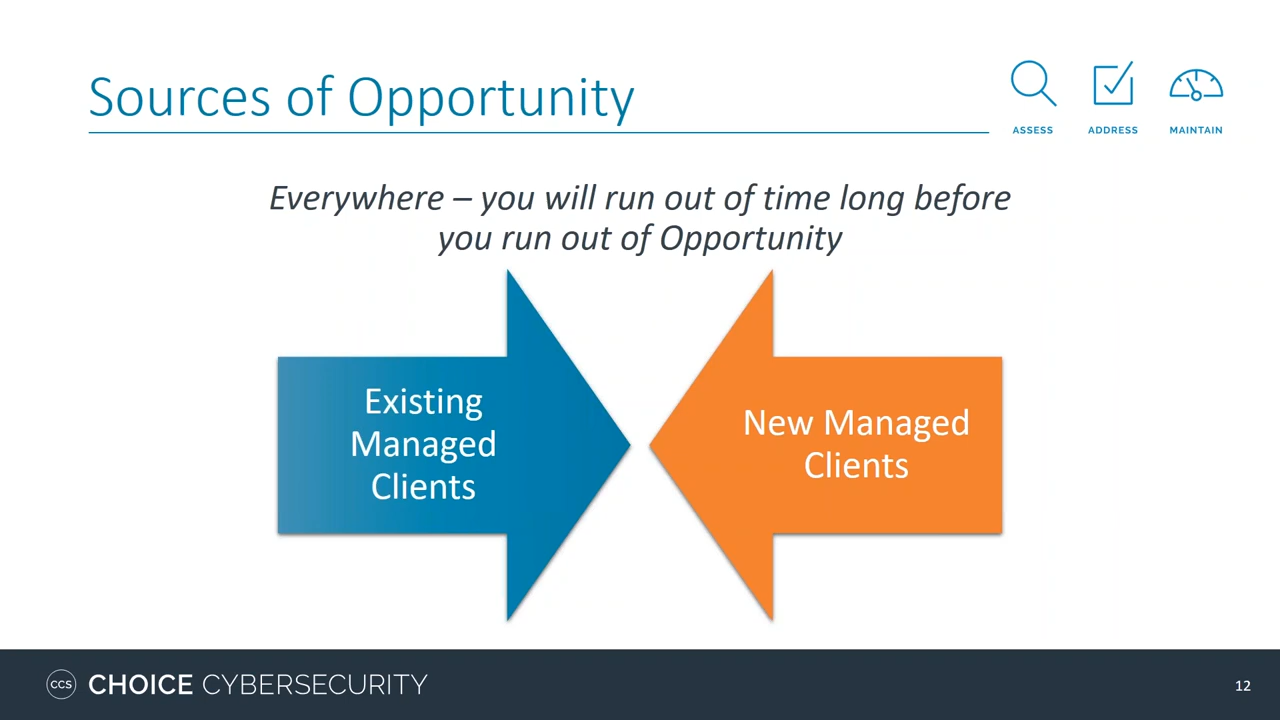 Sources of Opportunity
ASSESS
ADDRESS
MAINTAIN
Everywhere – you will run out of time long before
you run out of Opportunity
Existing
Managed
Clients
New Managed
Clients
CCS
CHOICE CYBERSECURITY
12